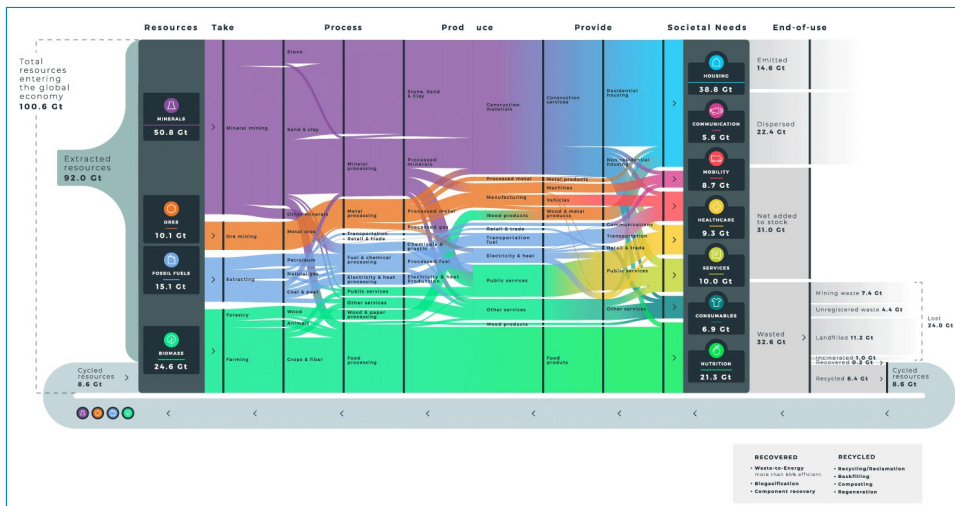 Resources Take Process Prod uce Provide Societal Needs End-of-use
Total
resources
entering
the global
economy
100.6 Gt
Extracted
resources
92.0 Gt
Cycled
resources
8.6 Gt
MINERALS
50.8 Gt
ORES
10.1 Gt
FOSSIL FUELS
15.1 Gt
BIOMASS
24.6 Gt
Mineral mining
Ore mining
Extracting
Forestry
Farming
Stone
Sand & clay
Other minerals
Metal ores
Petroleum
Natural gas
Coal & peat
Wood
Animals
Crops & fiber
Mineral
processing
Metal
processing
Transportation
Retail & trade
Fuel & chemical
processing
Electricity & heat
processing
Public services
Other services
Wood & paper
processing
Food
processing
Stone, Sand
& Clay
Processed
minerals
Processed metal
Processed gas
Chemicals &
plastic
Processed fuel
Electricity & heat
Production
Construction
materials
Processed metal
Manufacturing
Wood products
Retail & trade
Transportation
fuel
Electricity & heat
Public services
Other services
Wood products
Construction
services
Metal products
Machines
Vehicles
Wood & metal
products
Food
produts
Residential
housing
Non-residential
housing
Communications
Transportation
Retail & trade
Public services
Other services
HOUSING
38.8 Gt
COMMUNICATION
5.6 Gt
MOBILITY
8.7 Gt
HEALTHCARE
9.3 Gt
SERVICES
10.0 Gt
CONSUMABLES
6.9 Gt
NUTRITION
21.3 Gt
Emitted
14.6 Gt
Dispersed
22.4 Gt
Net added
to stock
31.0 Gt
Wasted
32.6 Gt
Mining waste 7.4 Gt
Unregistered waste 4.4 Gt
Landfilled 11.2 Gt
Incinerated 1.0 Gt
Recovered 0.2 Gt
Recycled 8.4 Gt
Lost
24.0 Gt
Cycled
resources
8.6 Gt
RECOVERED
• Waste-to-Energy
more than 65% efficient
• Biogasification
• Component recovery
RECYCLED
• Recycling/Reclamation
• Backfilling
• Composting
• Regeneration